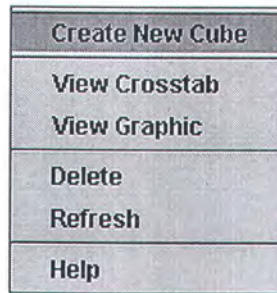 Create New Cube
View Crosstab
View Graphic
Delete
Refresh
Help